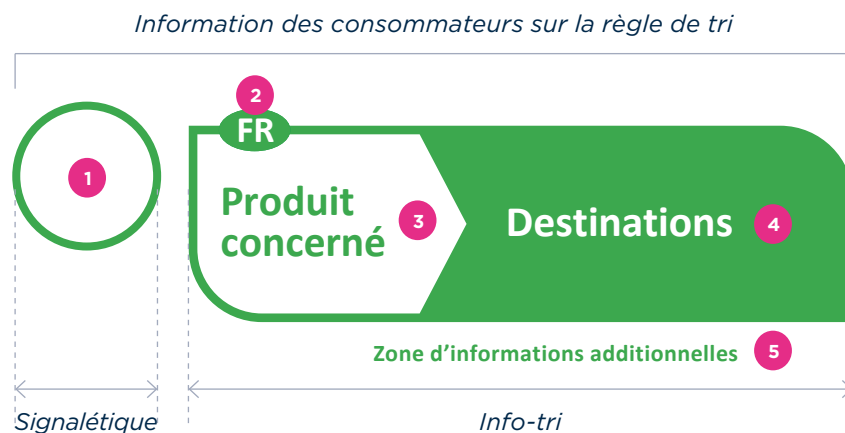 Information des consommateurs sur la règle de tri
2
FR
1
Produit
concerné
3
Destinations
4
Zone d'informations additionnelles
5
Signalétique
Info-tri